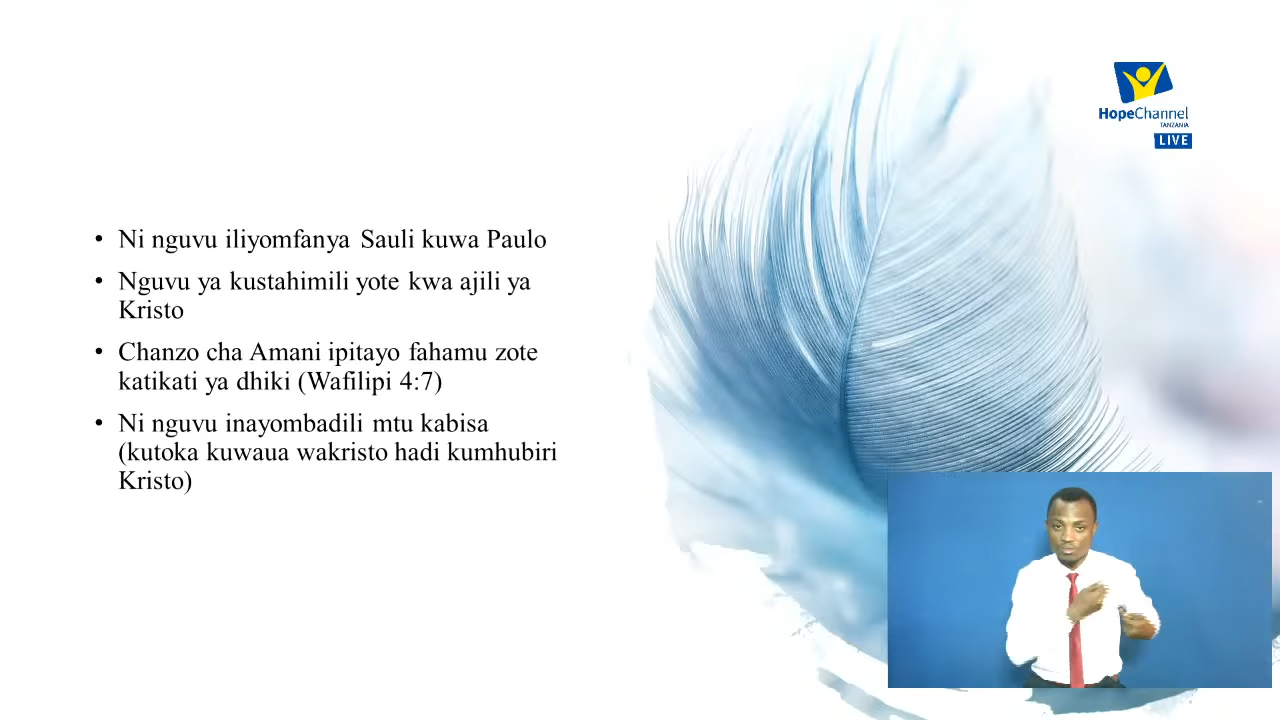 HopeChannel
TANZANIA
LIVE
• Ni nguvu iliyomfanya Sauli kuwa Paulo
• Nguvu ya kustahimili yote kwa ajili ya
Kristo
• Chanzo cha Amani ipitayo fahamu zote
katikati ya dhiki (Wafilipi 4:7)
• Ni nguvu inayombadili mtu kabisa
(kutoka kuwaua wakristo hadi kumhubiri
Kristo)